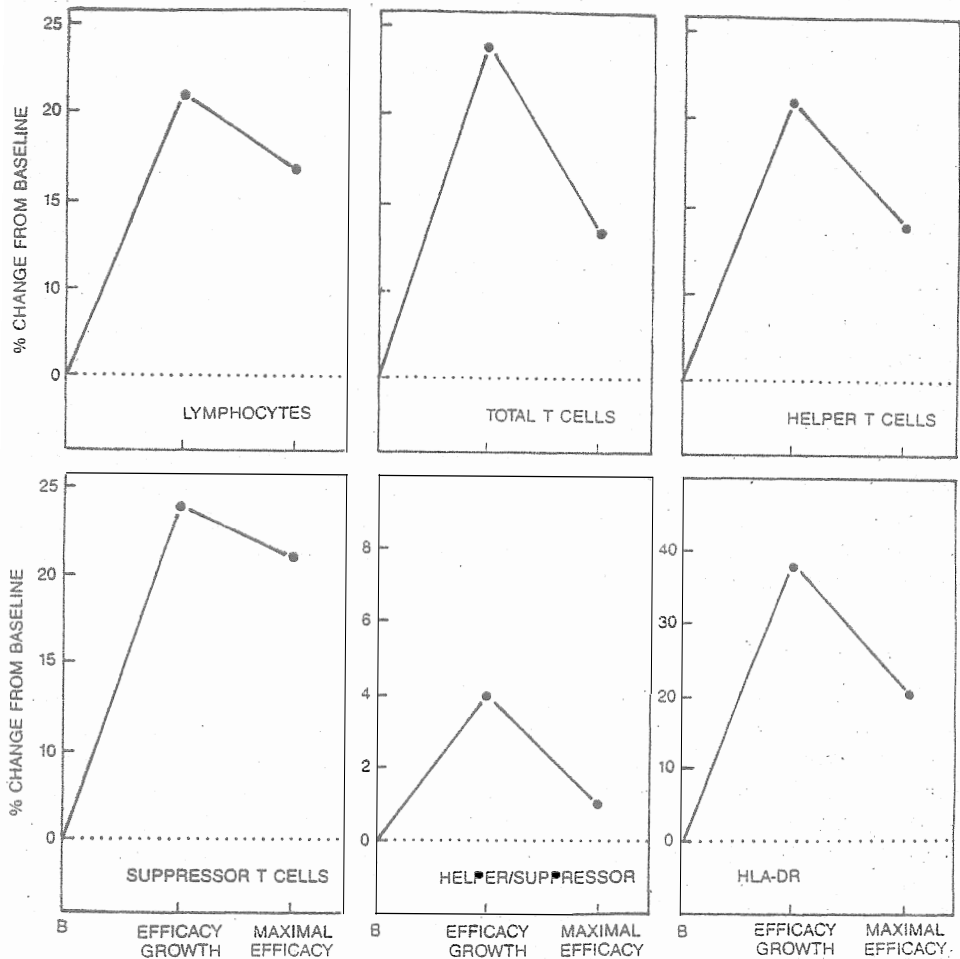 % CHANGE FROM BASELINE
25
20
15
10
0
LYMPHOCYTES
TOTAL T CELLS
HELPER T CELLS
% CHANGE FROM BASELINE
25
20
15
10
0
SUPPRESSOR T CELLS
8
6
4
2
0
HELPER/SUPPRESSOR
40
30
20
10
0
HLA-DR
B
EFFICACY
GROWTH
MAXIMAL
EFFICACY
B
EFFICACY
GROWTH
MAXIMAL
EFFICACY
B
EFFICACY
GROWTH
MAXIMAL
EFFICACY